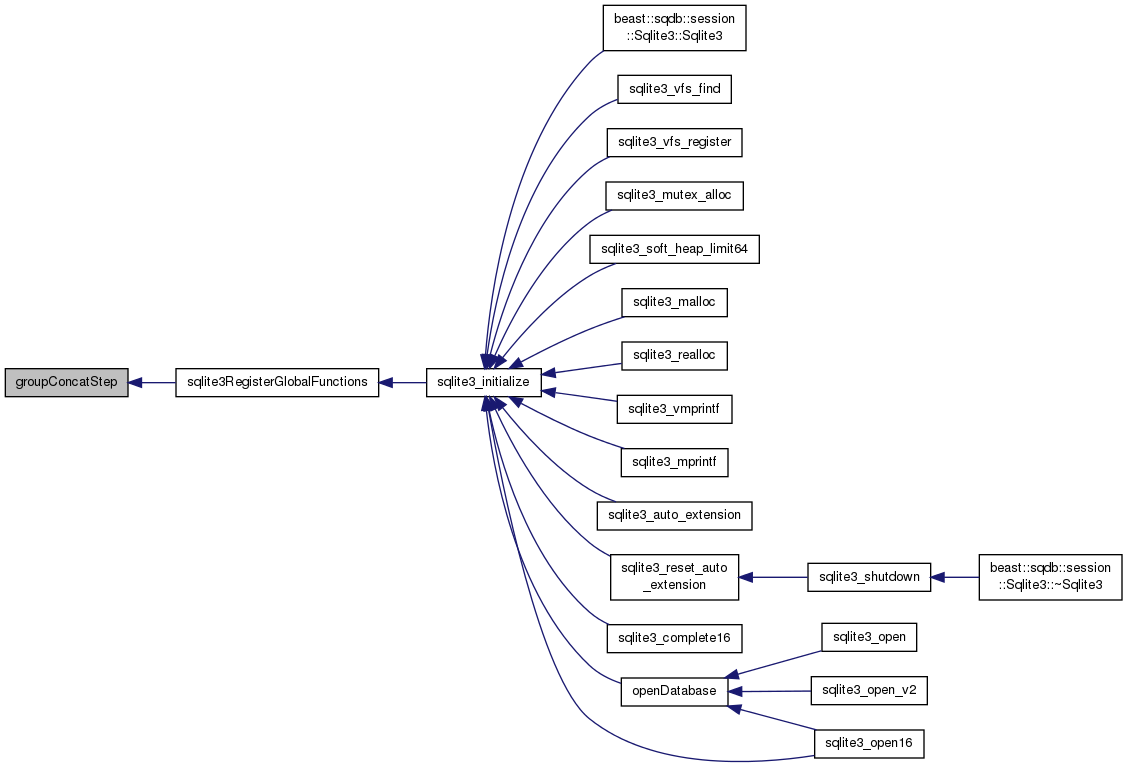 beast::sqdb::session
::Sqlite3::Sqlite3
sqlite3_vfs_find
sqlite3_vfs_register
sqlite3_mutex_alloc
sqlite3_soft_heap_limit64
sqlite3_malloc
sqlite3_realloc
groupConcatStep
sqlite3RegisterGlobalFunctions
sqlite3_initialize
sqlite3_vmprintf
sqlite3_mprintf
sqlite3_auto_extension
sqlite3_reset_auto
_extension
sqlite3_shutdown
beast::sqdb::session
::Sqlite3::~Sqlite3
sqlite3_complete16
openDatabase
sqlite3_open
sqlite3_open_v2
sqlite3_open16